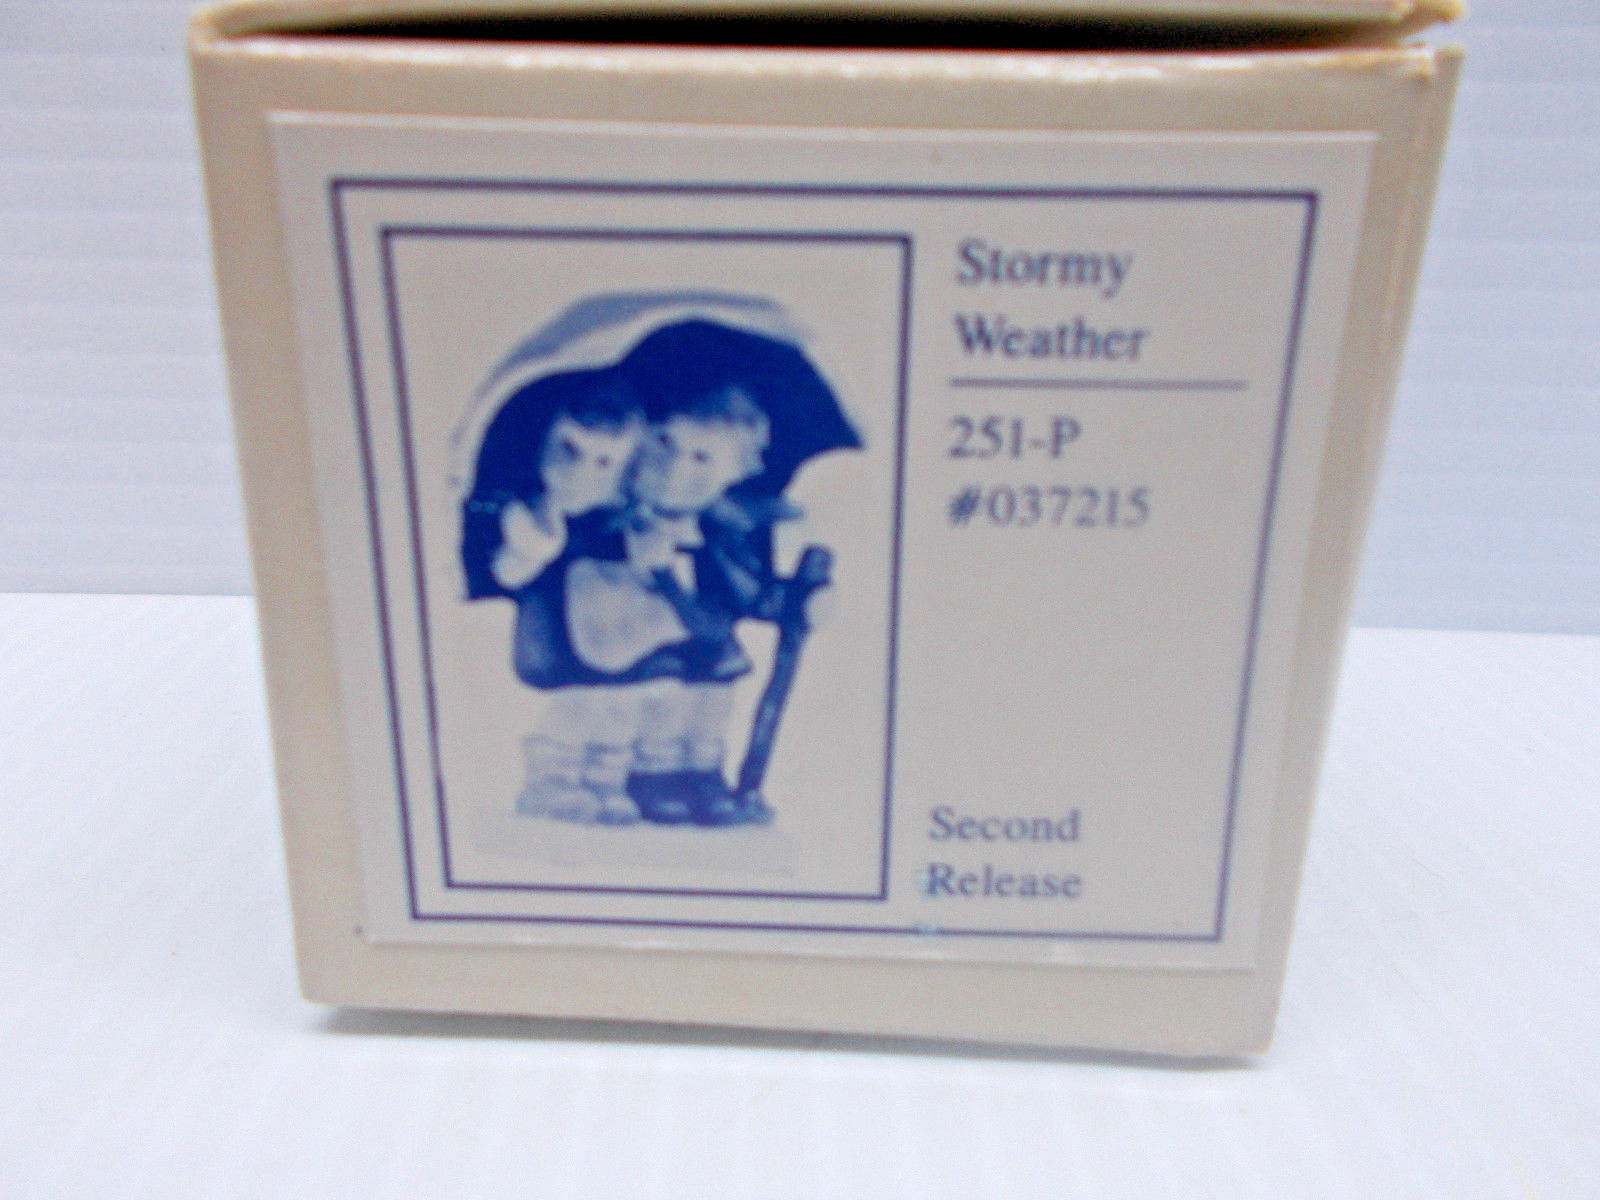 Stormy
Weather
251-P
#037215
Second
Release